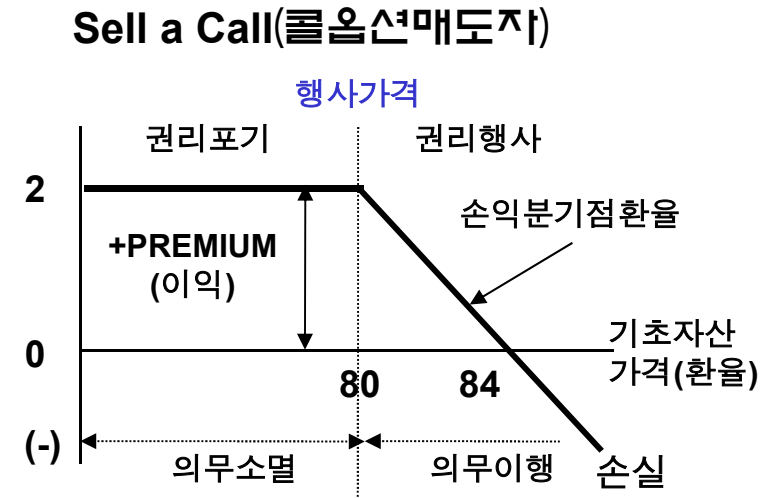 Sell a Call(콜옵션매도자)
행사가격
권리포기
권리행사
2
손익분기점환율
+PREMIUM
(이익)
기초자산
가격(환율)
0
80
84
(-)
의무소멸
의무이행
손실